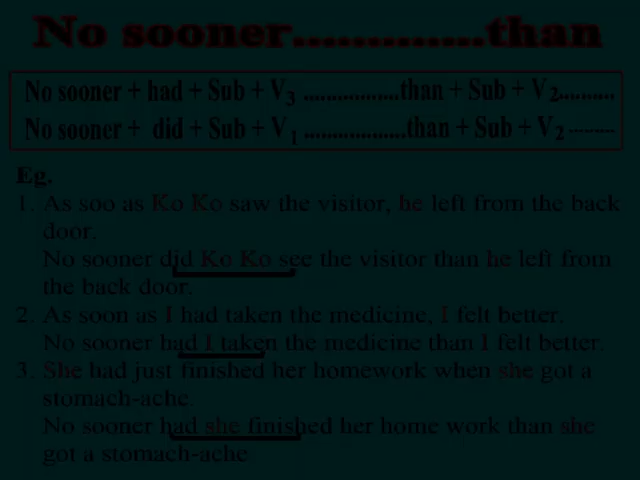 No sooner.............than
No sooner + had + Sub + V3 .................than + Sub + V2..........
No sooner + did + Sub + V1 ..................than + Sub + V2 --------
Eg.
1. As soo as Ko Ko saw the visitor, he left from the back
door.
No sooner did Ko Ko see the visitor than he left from
the back door.
2. As soon as I had taken the medicine, I felt better.
No sooner had I taken the medicine than I felt better.
3. She had just finished her homework when she got a
stomach-ache.
No sooner had she finished her home work than she
got a stomach-ache